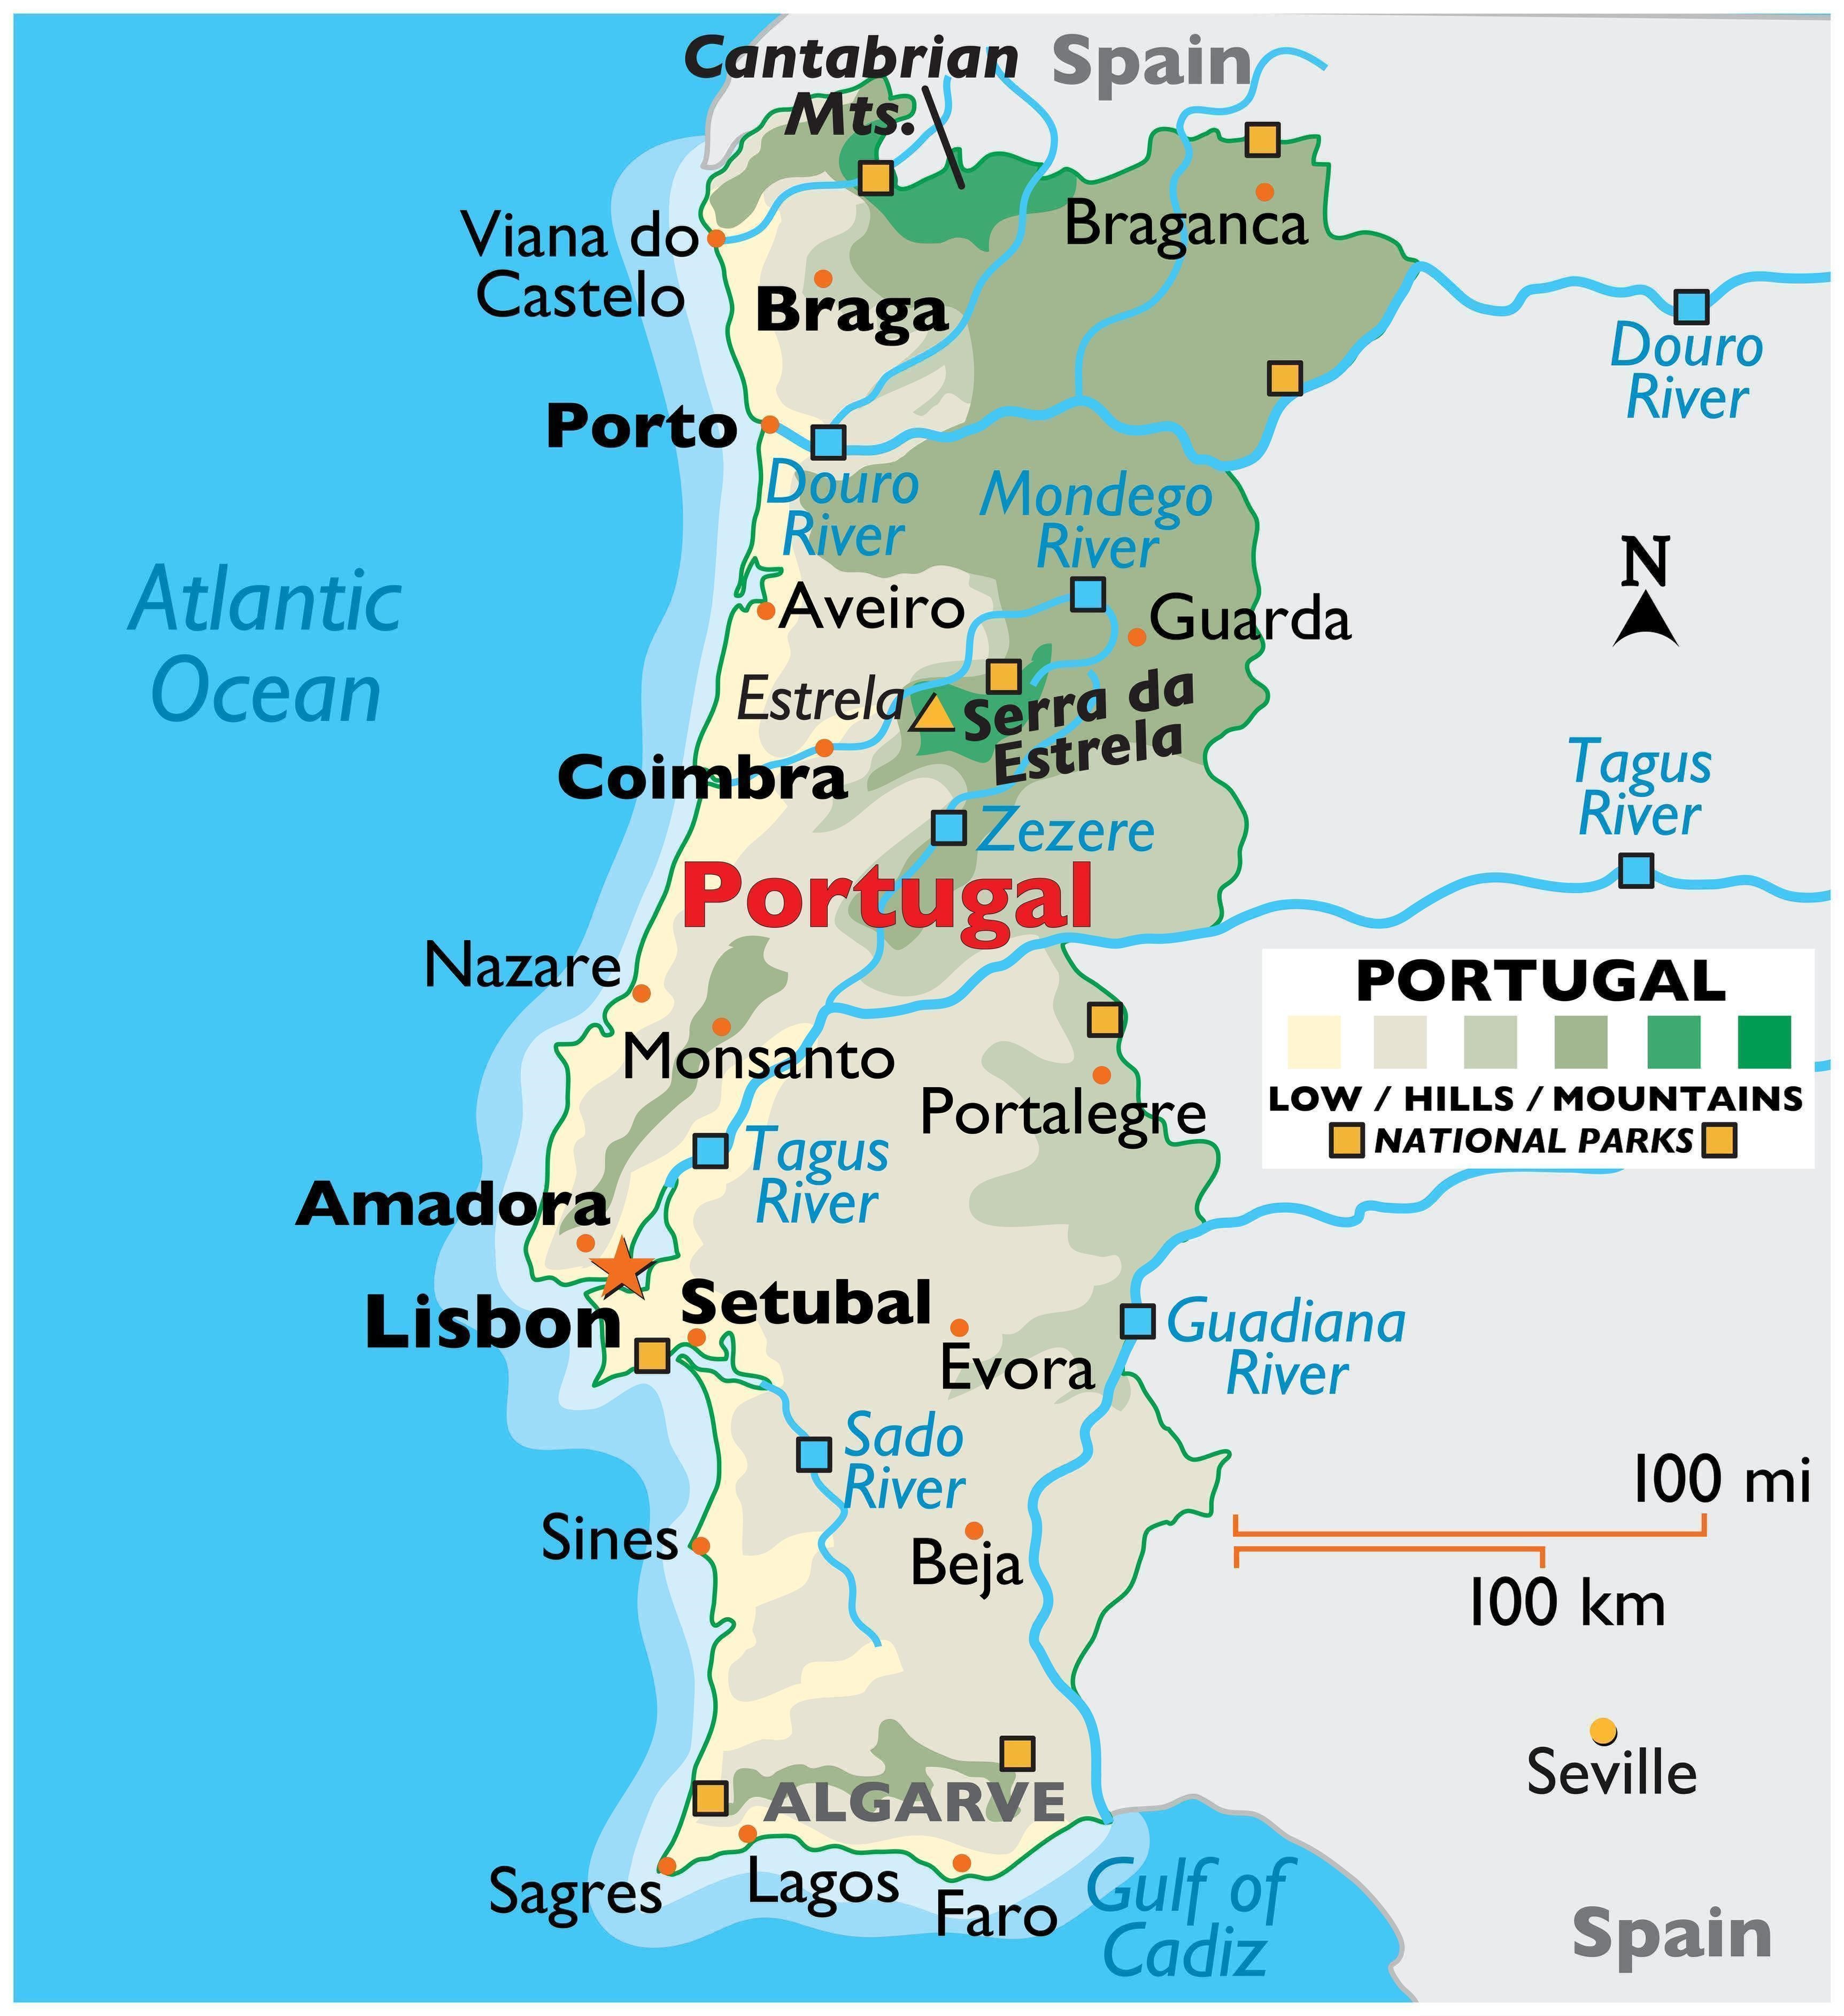 Cantabrian
Mts.
Spain
Braganca
Viana do
Castelo
Braga
Douro
River
Porto
Douro
River
Mondego
River
N
Atlantic
Ocean
Aveiro
Guarda
Estrela
Serra da
Estrela
Coimbra
Tagus
River
Zezere
Portugal
Nazare
Monsanto
PORTUGAL
LOW / HILLS / MOUNTAINS
NATIONAL PARKS
Portalegre
Tagus
River
Amadora
Lisbon
Setubal
Evora
Guadiana
River
Sado
River
100 mi
100 km
Sines
Beja
Seville
ALGARVE
Sagres
Lagos
Faro
Gulf of
Cadiz
Spain